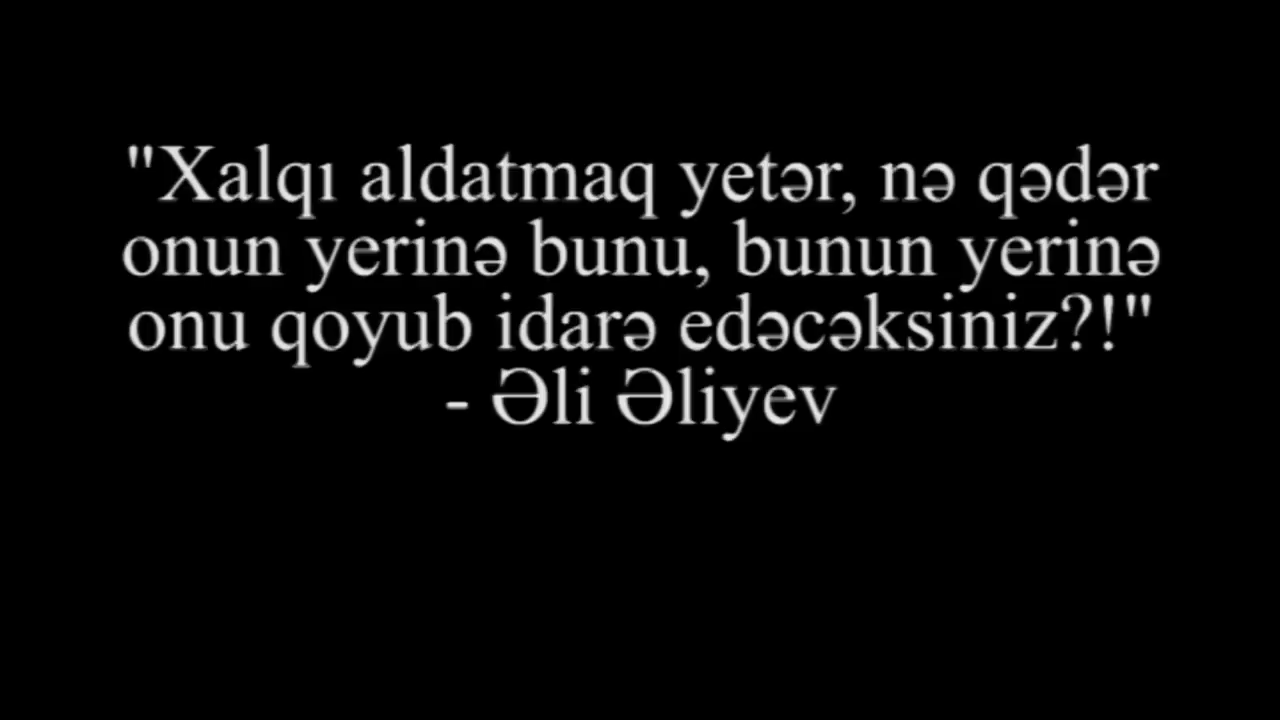 "Xalqı aldatmaq yetər, nə qədər
onun yerinə bunu, bunun yerinə
onu qoyub idarə edəcəksiniz?!"
- Əli Əliyev